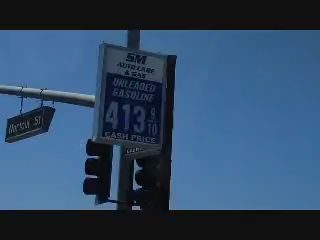 SM
AUTO CARE
& GAS
UNLEADED
GASOLINE
413 9/10
CASH PRICE